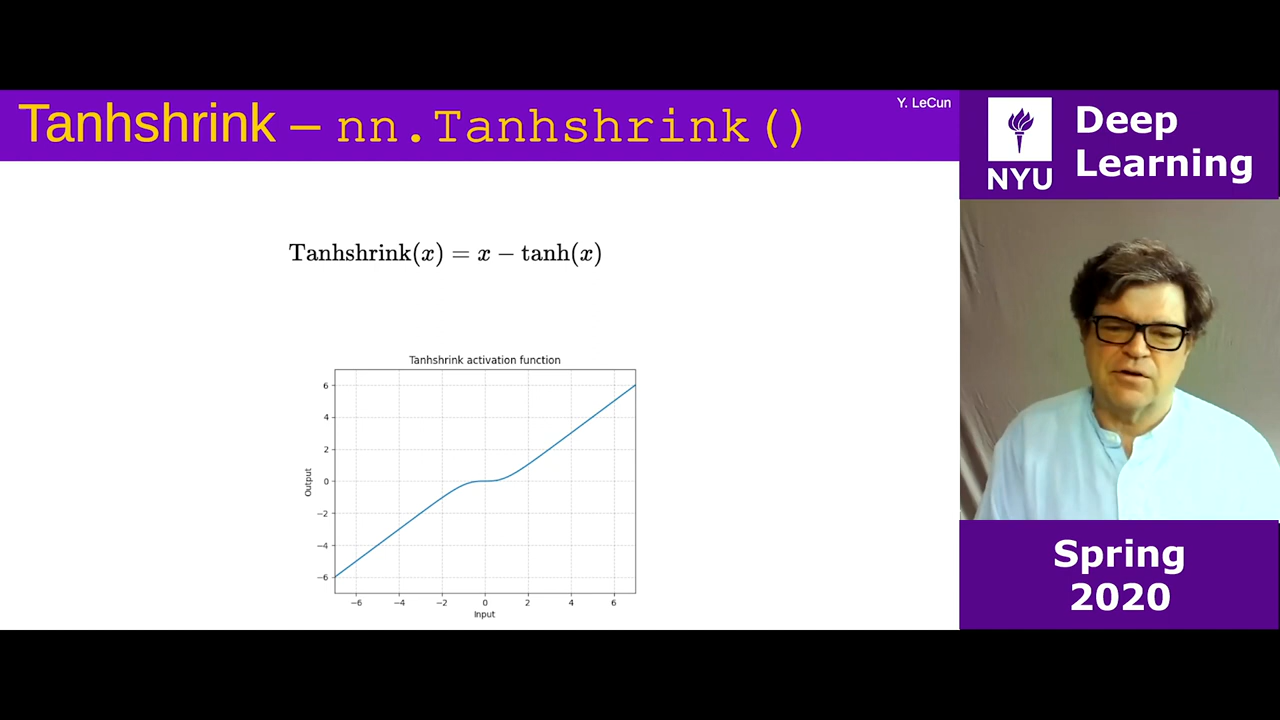 Tanhshrink – nn.Tanhshrink()
Y. LeCun
NYU
Deep
Learning
Tanhshrink(x) = x − tanh(x)
Tanhshrink activation function
6
4
2
0
−2
−4
−6
Output
−6 −4 −2 0 2 4 6
Input
Spring
2020